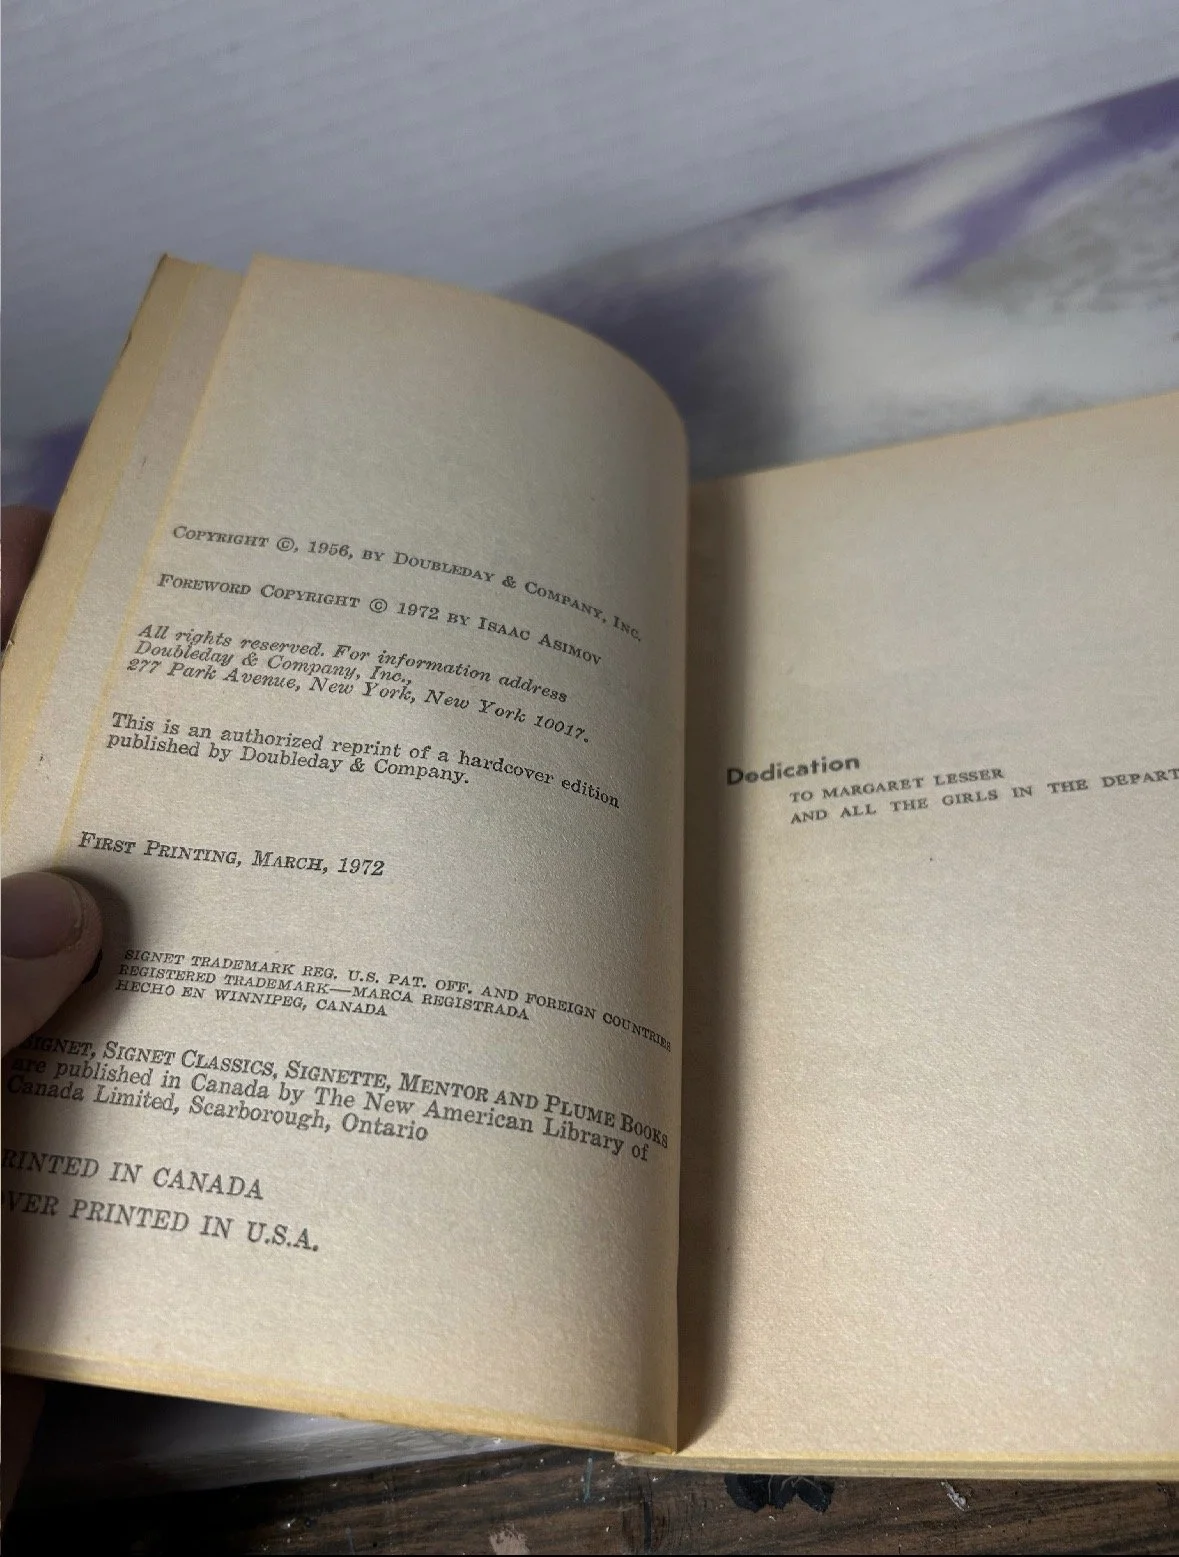 COPYRIGHT ©, 1956, BY DOUBLEDAY & COMPANY, INC.
FOREWORD COPYRIGHT © 1972 BY ISAAC ASIMOV
All rights reserved. For information address
Doubleday & Company, Inc.,
277 Park Avenue, New York, New York 10017.
This is an authorized reprint of a hardcover edition
published by Doubleday & Company.
FIRST PRINTING, MARCH, 1972
SIGNET TRADEMARK REG. U.S. PAT. OFF. AND FOREIGN COUNTRIES
REGISTERED TRADEMARK—MARCA REGISTRADA
HECHO EN WINNIPEG, CANADA
SIGNET, SIGNET CLASSICS, SIGNETTE, MENTOR AND PLUME BOOKS
are published in Canada by The New American Library of
Canada Limited, Scarborough, Ontario
RINTED IN CANADA
VER PRINTED IN U.S.A.
Dedication
TO MARGARET LESSER
AND ALL THE GIRLS IN THE DEPART